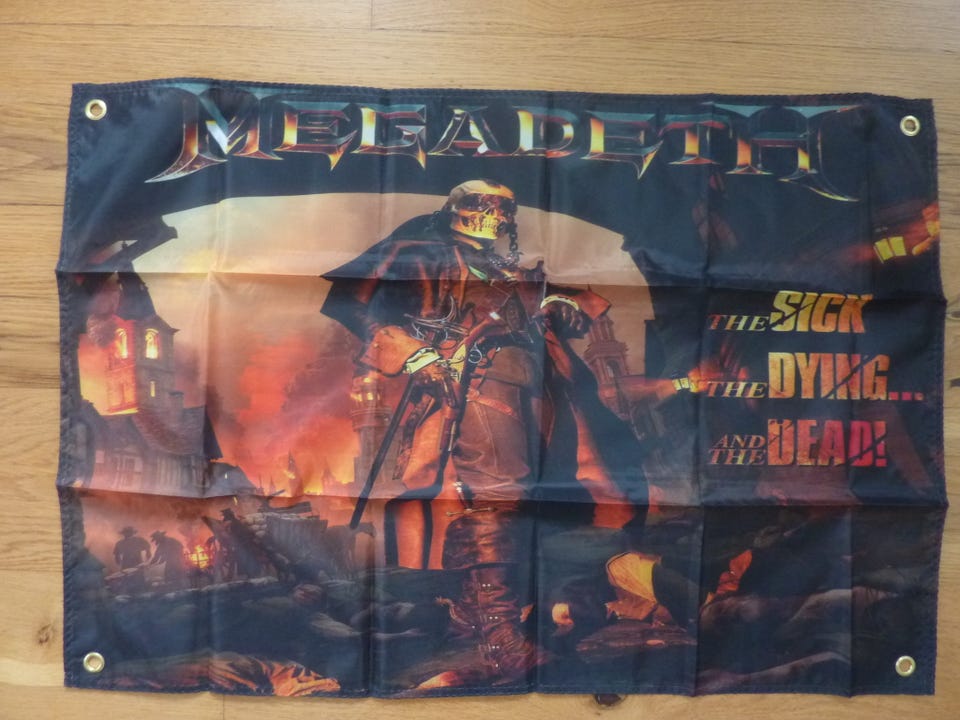 MEGADETH
THE SICK
THE DYING...
AND THE DEAD!